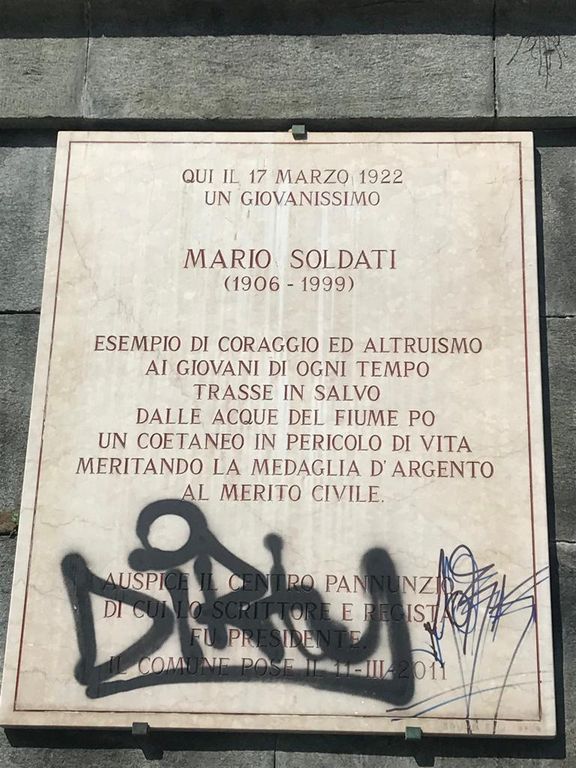 QUI IL 17 MARZO 1922
UN GIOVANISSIMO
MARIO SOLDATI
(1906 - 1999)
ESEMPIO DI CORAGGIO ED ALTRUISMO
AI GIOVANI DI OGNI TEMPO
TRASSE IN SALVO
DALLE ACQUE DEL FIUME PO
UN COETANEO IN PERICOLO DI VITA
MERITANDO LA MEDAGLIA D'ARGENTO
AL MERITO CIVILE.
AUSPICE IL CENTRO PANNUNZIO
DI CUI LO SCRITTORE E REGISTA
FU PRESIDENTE.
IL COMUNE POSE IL 11-III-2011